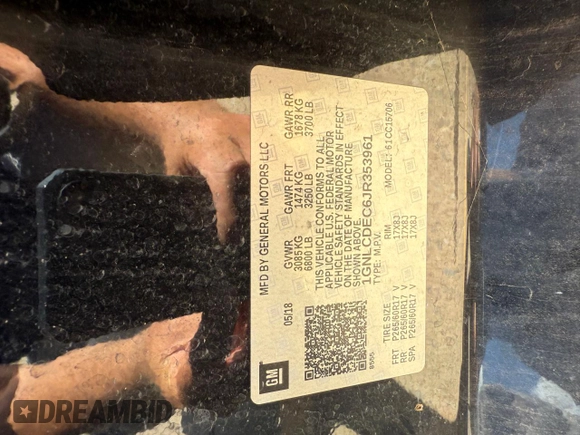 MFD BY GENERAL MOTORS LLC
05/18
GVWR GAWR FRT GAWR RR
3085 KG 1474 KG 1678 KG
6800 LB 3250 LB 3700 LB
THIS VEHICLE CONFORMS TO ALL
APPLICABLE U.S. FEDERAL MOTOR
VEHICLE SAFETY STANDARDS IN EFFECT
ON THE DATE OF MANUFACTURE
SHOWN ABOVE.
1GNLCDEC6JR353961
TYPE: M.P.V. MODEL: 61CC15706
TIRE SIZE RIM
FRT P265/60R17 V 17X8J
RR P265/60R17 V 17X8J
SPA P265/60R17 V 17X8J
GM
DREAMBID